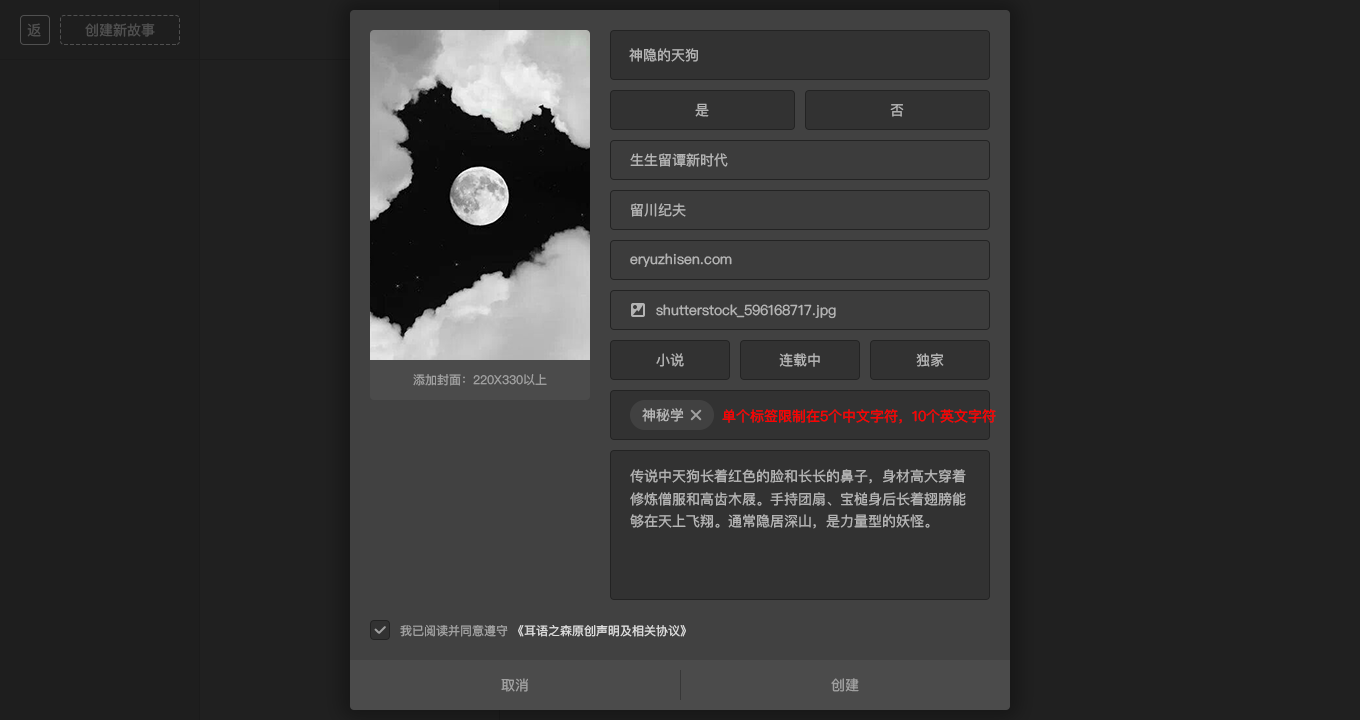 返
创建新故事
神隐的天狗
是
否
生生留谭新时代
留川纪夫
eryuzhisen.com
shutterstock_596168717.jpg
小说
连载中
独家
神秘学
单个标签限制在5个中文字符，10个英文字符
添加封面：220X330以上
传说中天狗长着红色的脸和长长的鼻子，身材高大穿着
修炼僧服和高齿木屐。手持团扇、宝槌身后长着翅膀能
够在天上飞翔。通常隐居深山，是力量型的妖怪。
我已阅读并同意遵守《耳语之森原创声明及相关协议》
取消
创建